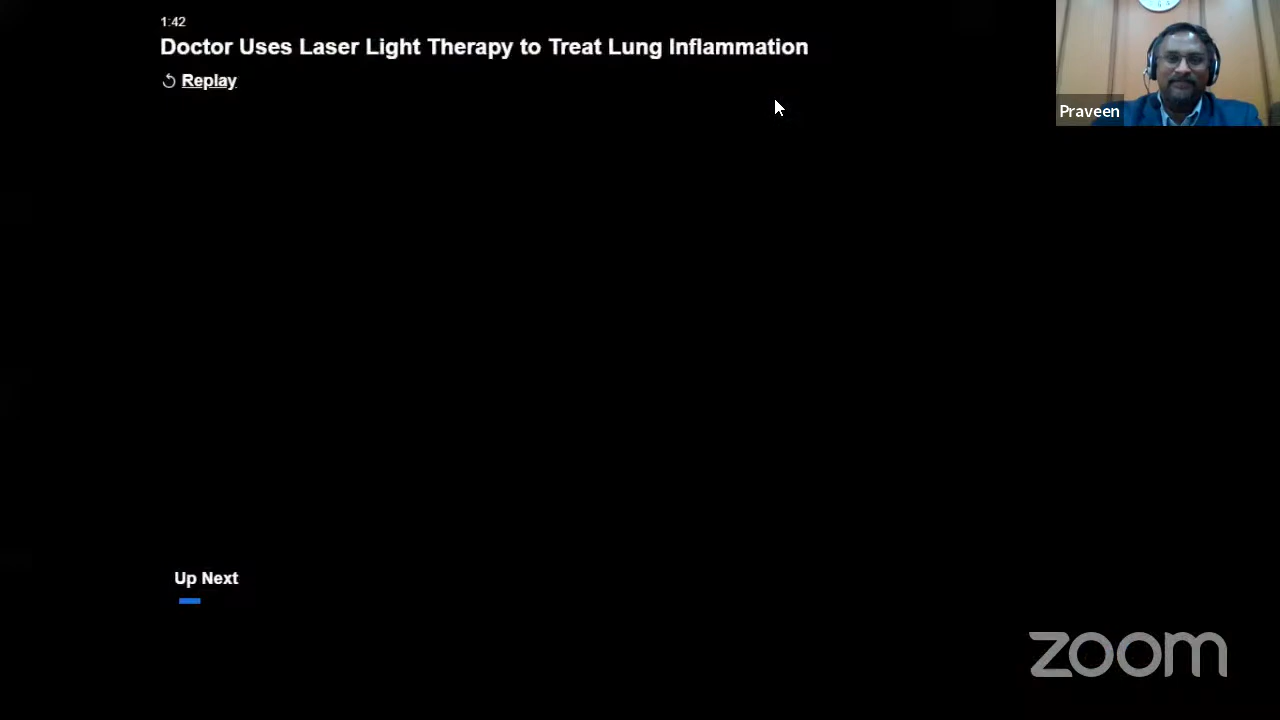 1:42
Doctor Uses Laser Light Therapy to Treat Lung Inflammation
Replay
Praveen
Up Next
zoom